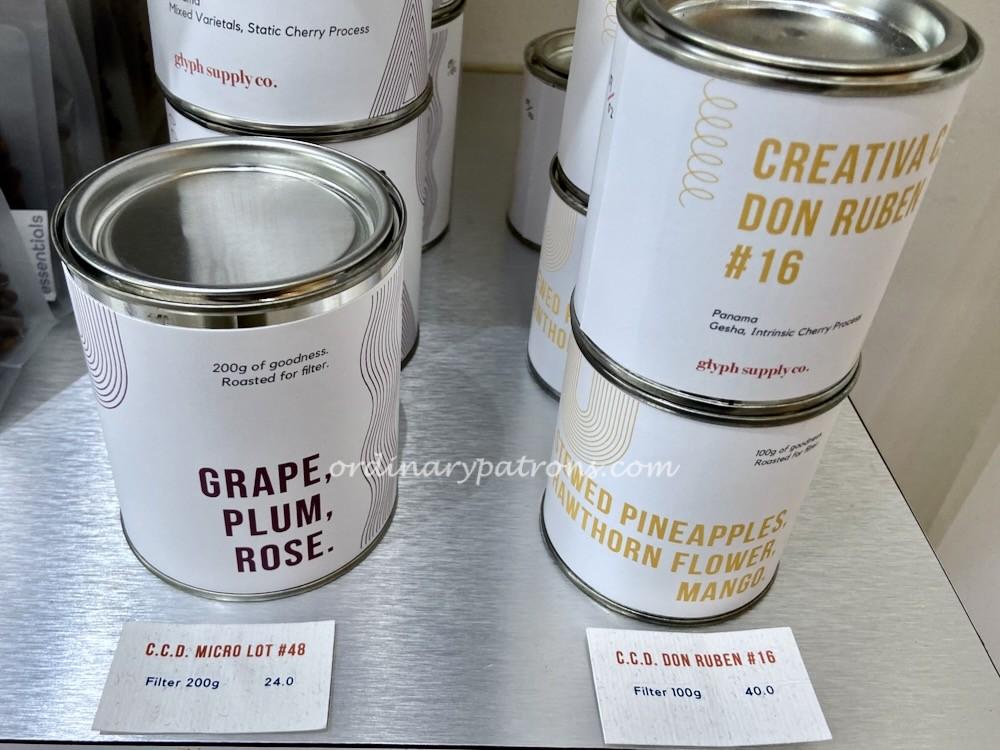 Mixed Varietals, Static Cherry Process
glyph supply co.
essentials
200g of goodness.
Roasted for filter.
GRAPE,
PLUM,
ROSE.
C.C.D. MICRO LOT #48
Filter 200g 24.0
CREATIVA
DON RUBEN
#16
Panama
Gesha, Intrinsic Cherry Process
glyph supply co.
100g of goodness.
Roasted for filter.
STEWED PINEAPPLES,
HAWTHORN FLOWER,
MANGO.
C.C.D. DON RUBEN #16
Filter 100g 40.0
ordinarypatrons.com